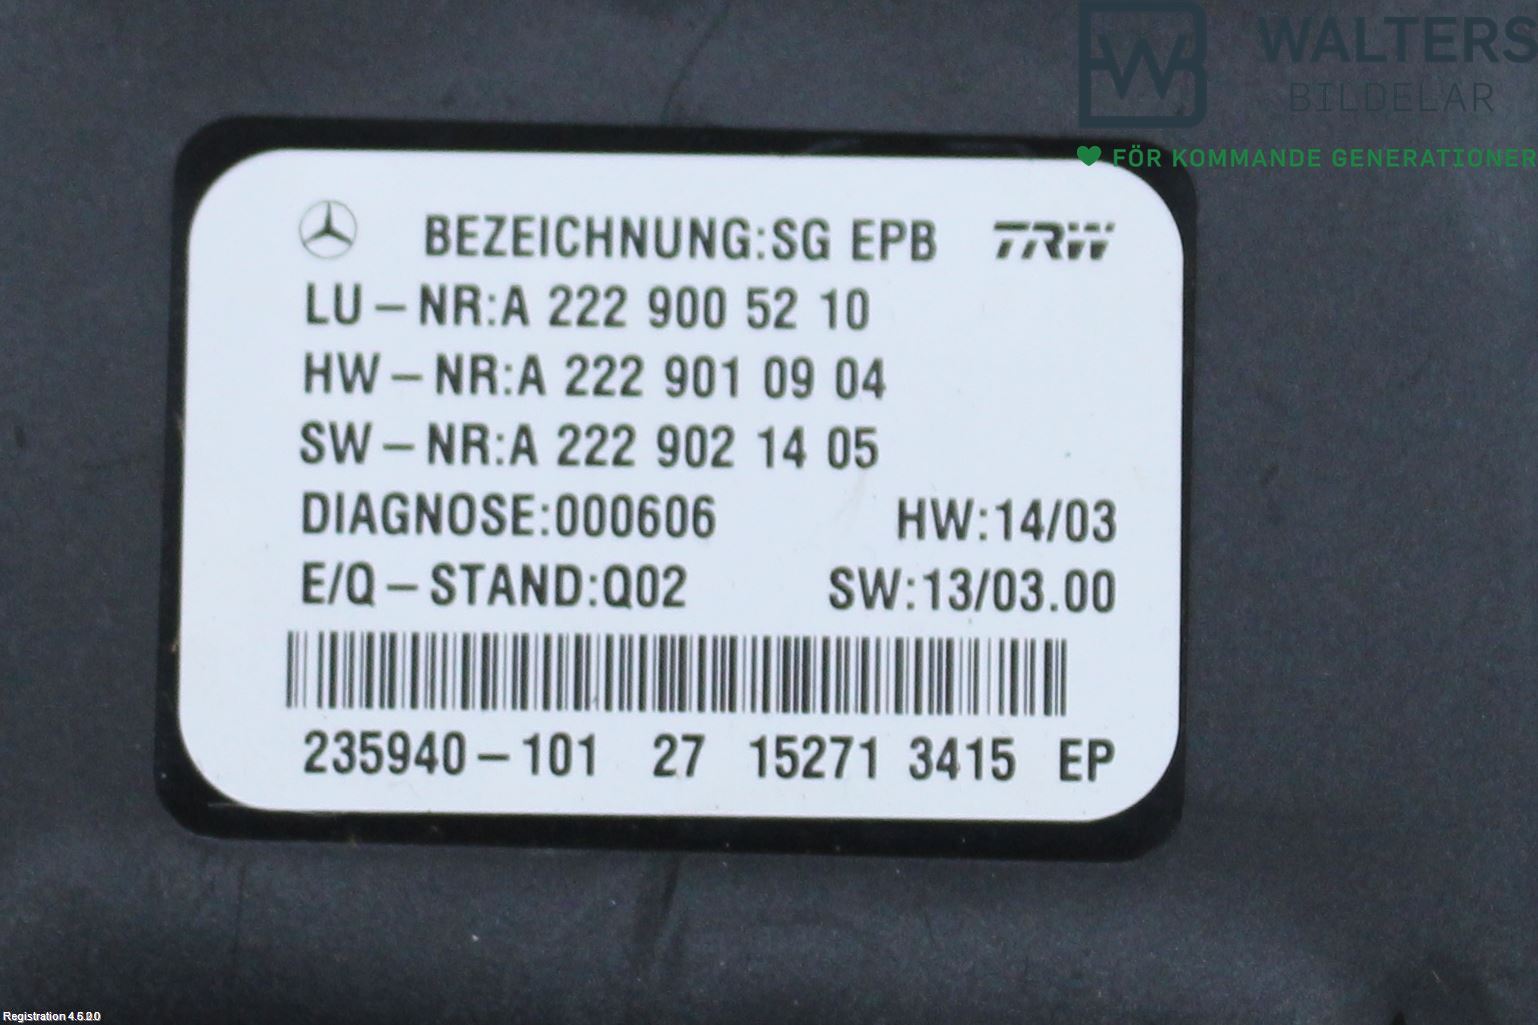 WALTERS
BILDELAR
FÖR KOMMANDE GENERATIONER
BEZEICHNUNG:SG EPB TRW
LU-NR:A 222 900 52 10
HW-NR:A 222 901 09 04
SW-NR:A 222 902 14 05
DIAGNOSE:000606 HW:14/03
E/Q-STAND:Q02 SW:13/03.00
235940-101 27 15271 3415 EP
Registration 4.6.2.0